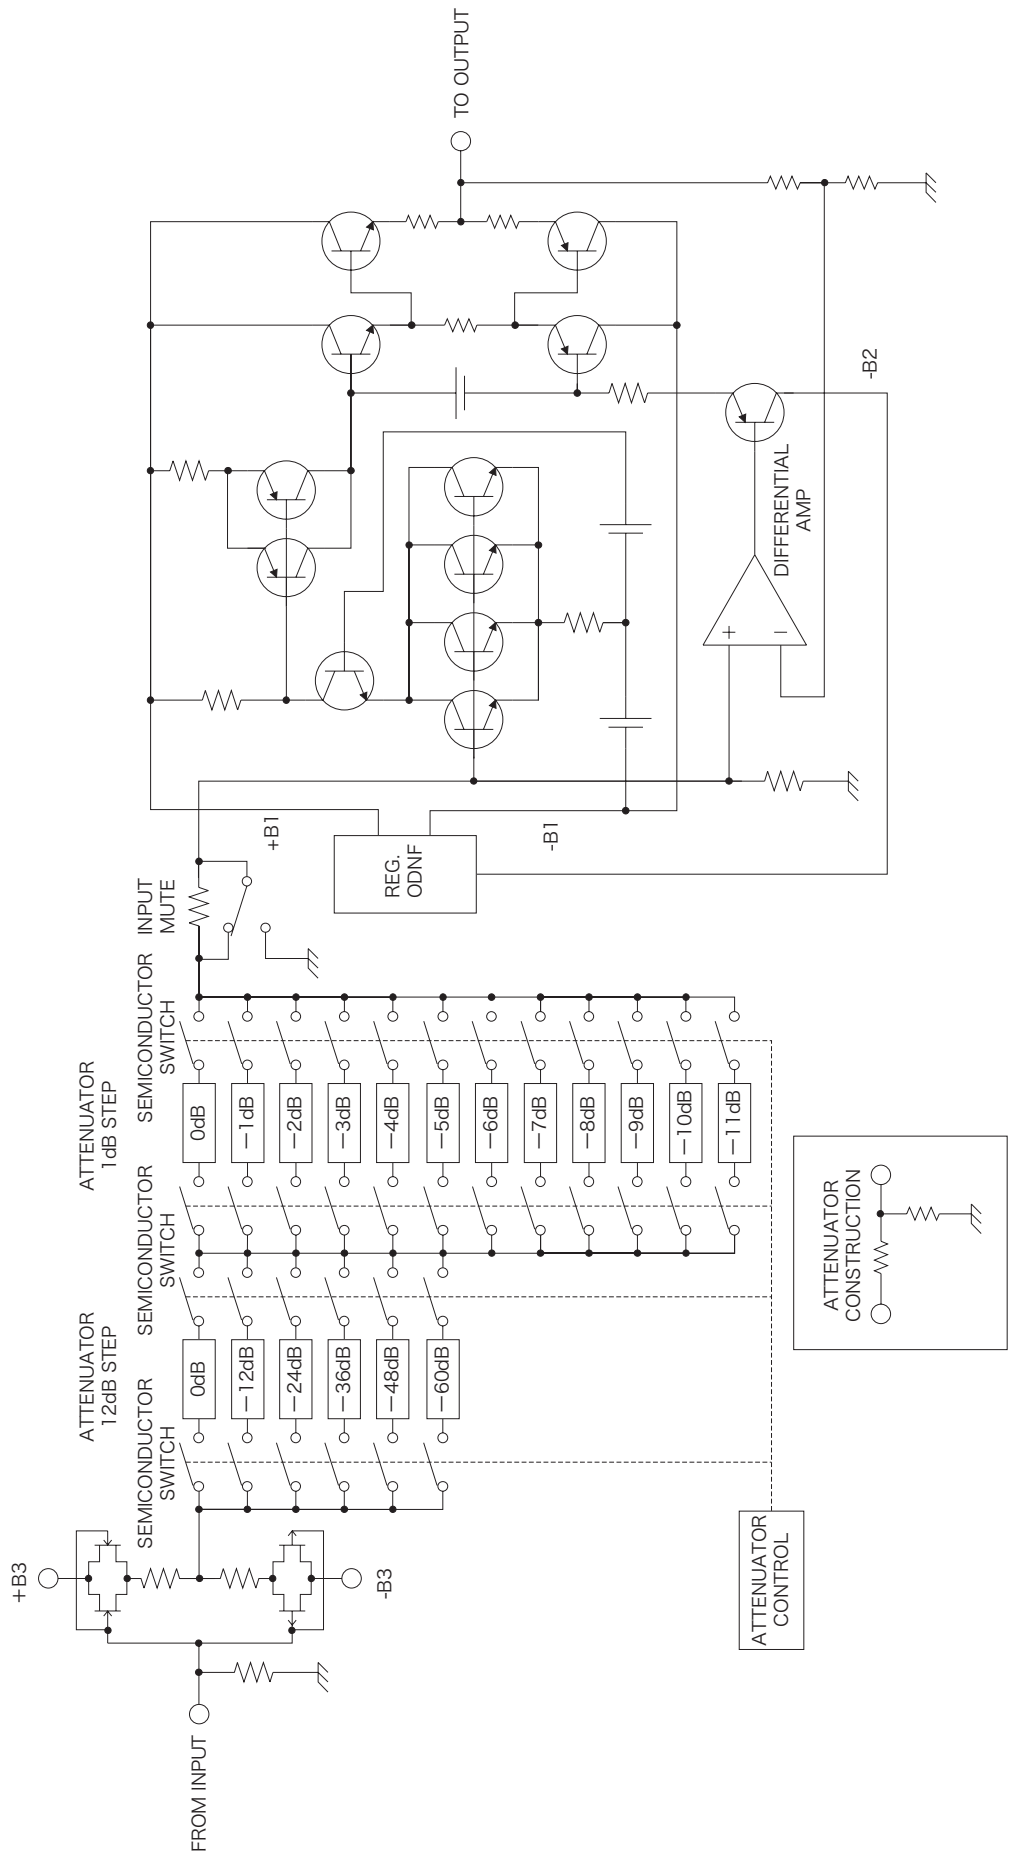 FROM INPUT
+B3
-B3
SEMICONDUCTOR
SWITCH
ATTENUATOR
12dB STEP
0dB
−12dB
−24dB
−36dB
−48dB
−60dB
SEMICONDUCTOR
SWITCH
ATTENUATOR
1dB STEP
0dB
−1dB
−2dB
−3dB
−4dB
−5dB
−6dB
−7dB
−8dB
−9dB
−10dB
−11dB
SEMICONDUCTOR
SWITCH
INPUT
MUTE
ATTENUATOR
CONTROL
ATTENUATOR
CONSTRUCTION
+B1
REG.
ODNF
-B1
+
−
DIFFERENTIAL
AMP
-B2
TO OUTPUT